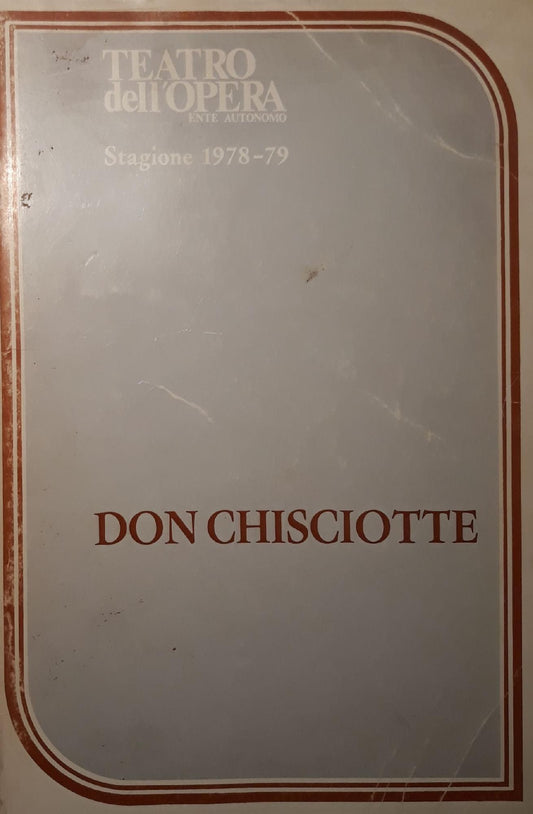 TEATRO
dell'OPERA
ENTE AUTONOMO
Stagione 1978-79
DON CHISCIOTTE